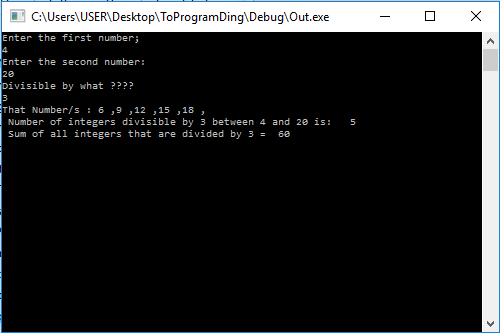 C:\Users\USER\Desktop\ToProgramDing\Debug\Out.exe
Enter the first number;
4
Enter the second number:
20
Divisible by what ????
3
That Number/s : 6 ,9 ,12 ,15 ,18 ,
Number of integers divisible by 3 between 4 and 20 is:   5
Sum of all integers that are divided by 3 =  60